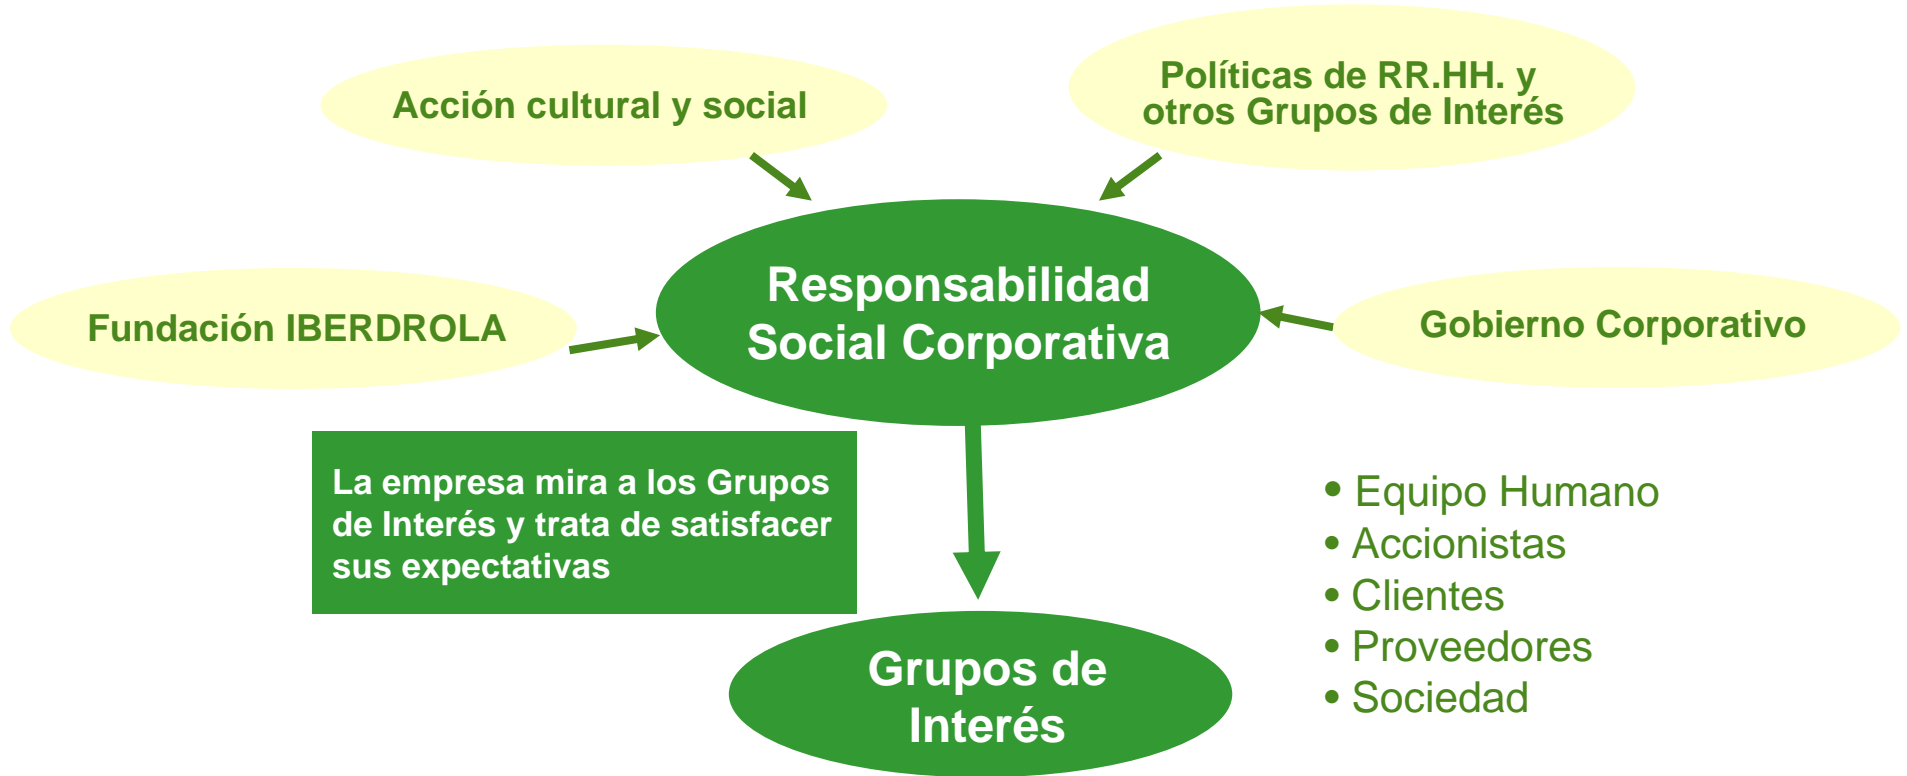 Acción cultural y social
Políticas de RR.HH. y
otros Grupos de Interés
Fundación IBERDROLA
Responsabilidad
Social Corporativa
Gobierno Corporativo
La empresa mira a los Grupos
de Interés y trata de satisfacer
sus expectativas
• Equipo Humano
• Accionistas
• Clientes
• Proveedores
• Sociedad
Grupos de
Interés